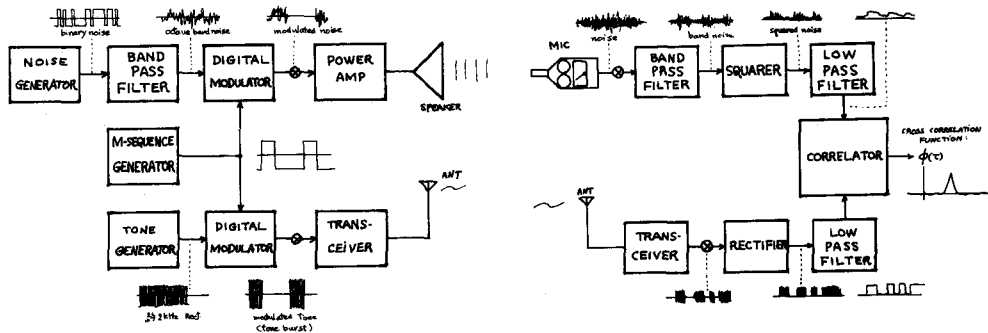 binary noise
octave band noise
modulated noise
NOISE
GENERATOR
BAND
PASS
FILTER
DIGITAL
MODULATOR
POWER
AMP
SPEAKER
M-SEQUENCE
GENERATOR
ANT
TONE
GENERATOR
DIGITAL
MODULATOR
TRANS-
CEIVER
2kHz
modulated Tone
(tone burst)
MIC
noise
band noise
squared noise
BAND
PASS
FILTER
SQUARER
LOW
PASS
FILTER
CORRELATOR
CROSS CORRELATION
FUNCTION:
ϕ(τ)
ANT
TRANS-
CEIVER
RECTIFIER
LOW
PASS
FILTER